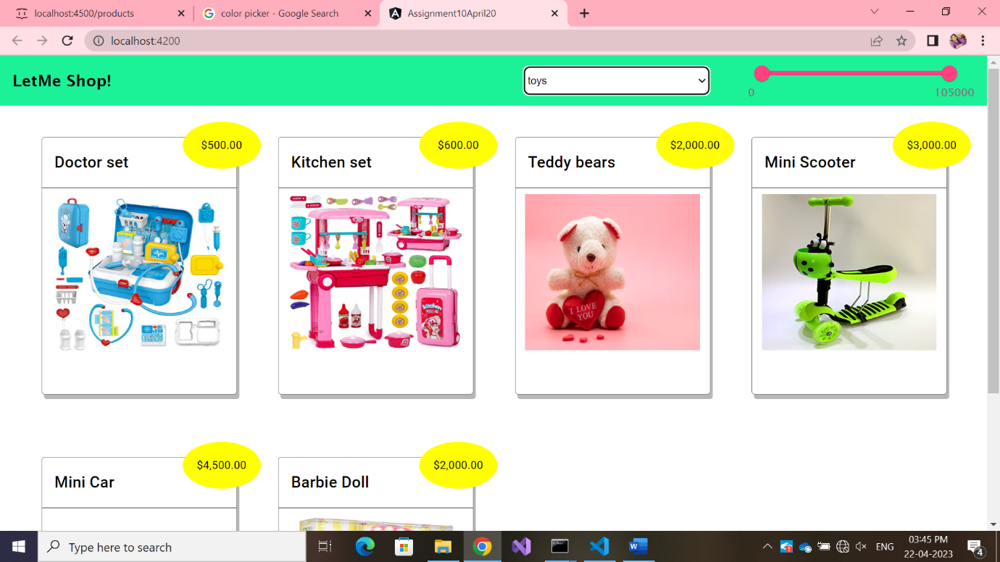 localhost:4500/products
color picker - Google Search
Assignment10April20
localhost:4200
LetMe Shop!
toys
0
105000
$500.00
$600.00
$2,000.00
$3,000.00
Doctor set
Kitchen set
Teddy bears
Mini Scooter
Kitchen
I LOVE
YOU
$4,500.00
$2,000.00
Mini Car
Barbie Doll
Type here to search
ENG
03:45 PM
22-04-2023
4